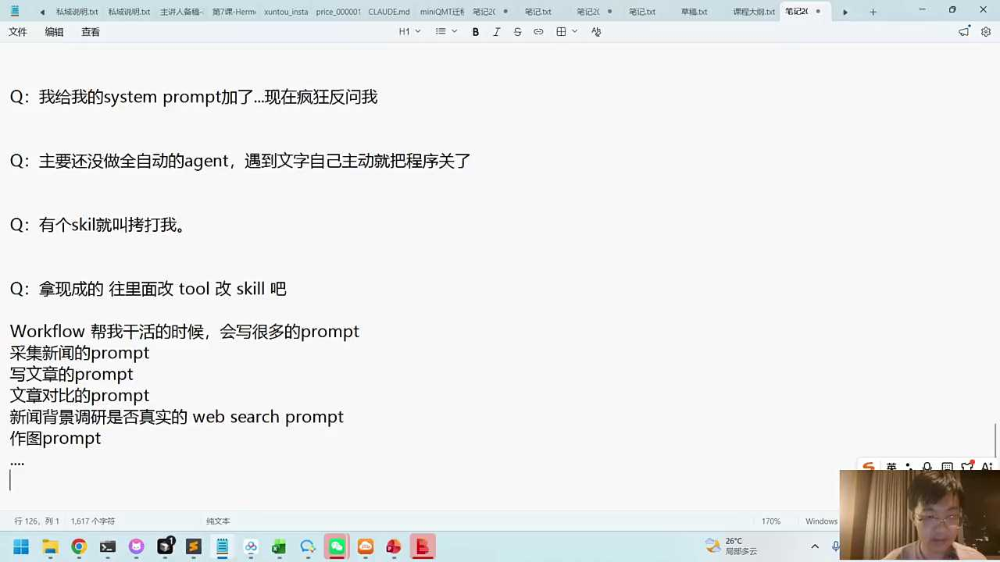 私域说明.txt 私域说明.txt 主讲人备稿- 第7课-Herm xuntou_insta price_000001 CLAUDE.md miniQMT迁移 笔记20 笔记.txt 笔记20 笔记.txt 草稿.txt 课程大纲.txt 笔记20
文件 编辑 查看 H1
Q：我给我的system prompt加了...现在疯狂反问我
Q：主要还没做全自动的agent，遇到文字自己主动就把程序关了
Q：有个skil就叫拷打我。
Q：拿现成的 往里面改 tool 改 skill 吧
Workflow 帮我干活的时候，会写很多的prompt
采集新闻的prompt
写文章的prompt
文章对比的prompt
新闻背景调研是否真实的 web search prompt
作图prompt
....
英
行 126，列 1 1,617 个字符 纯文本 170% Windows
26°C
局部多云